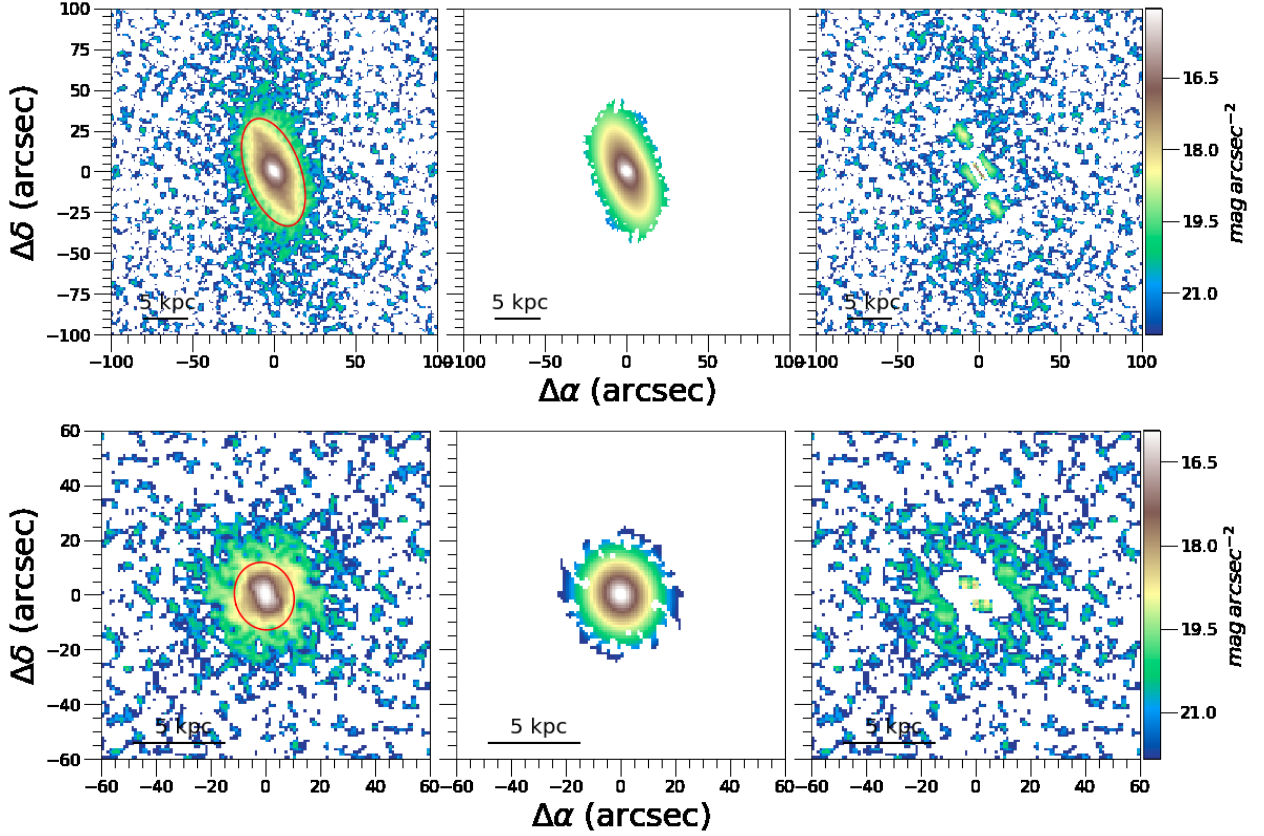 100
75
50
25
0
−25
−50
−75
−100
Δδ (arcsec)
5 kpc
5 kpc
5 kpc
16.5
18.0
19.5
21.0
mag arcsec−2
−100 −50 0 50 100
−100 −50 0 50 100
−100 −50 0 50 100
Δα (arcsec)
60
40
20
0
−20
−40
−60
Δδ (arcsec)
5 kpc
5 kpc
5 kpc
16.5
18.0
19.5
21.0
mag arcsec−2
−60 −40 −20 0 20 40 60
−60 −40 −20 0 20 40 60
−60 −40 −20 0 20 40 60
Δα (arcsec)